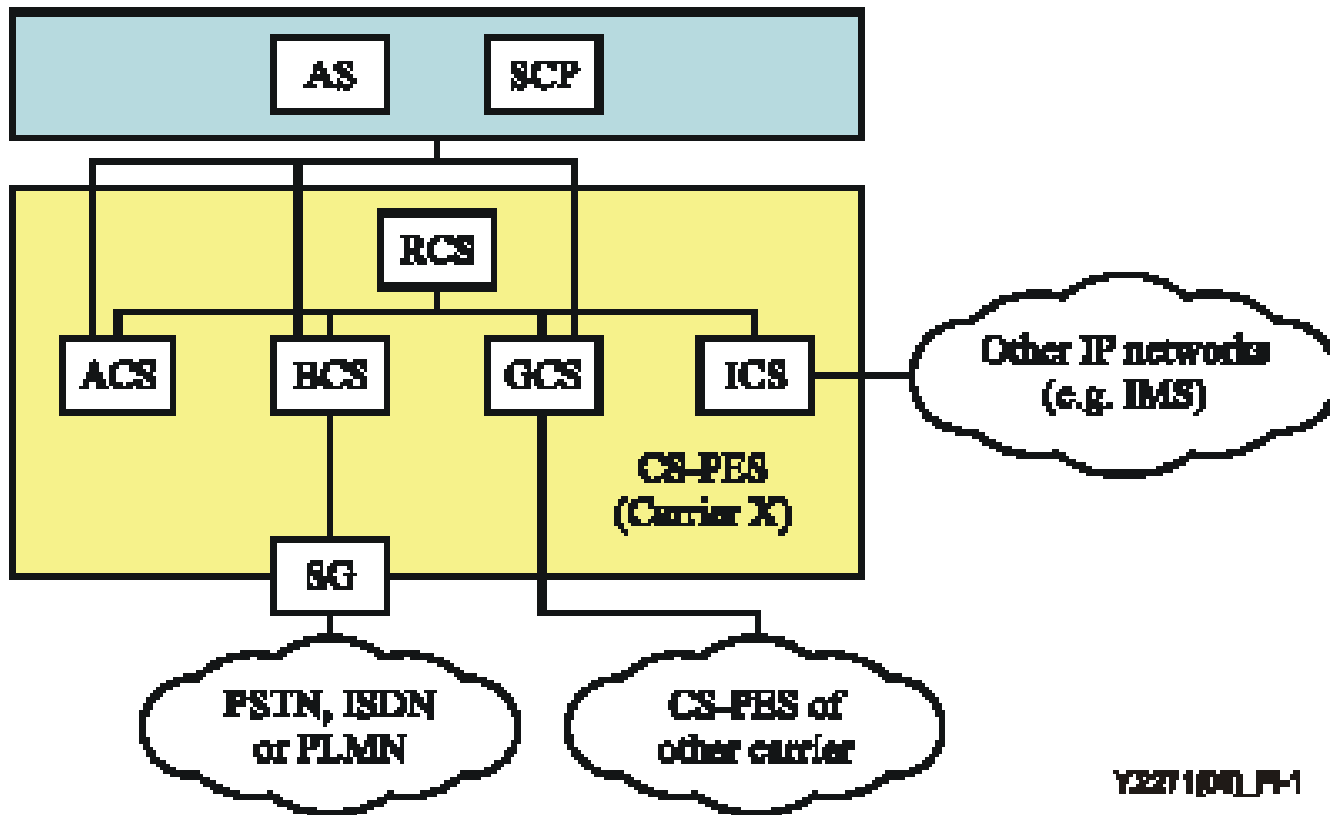 AS
SCP
RCS
ACS
BCS
GCS
ICS
Other IP networks
(e.g. IMS)
CS-PES
(Carrier X)
SG
PSTN, ISDN
or PLMN
CS-PES of
other carrier